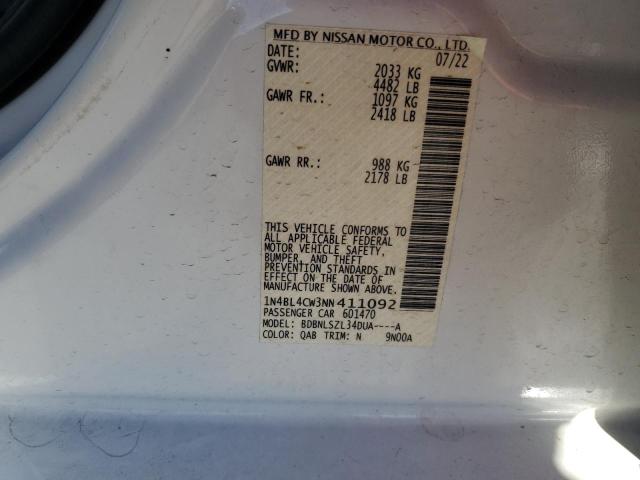 MFD BY NISSAN MOTOR CO., LTD.
DATE: 07/22
GVWR: 2033 KG
4482 LB
GAWR FR.: 1097 KG
2418 LB
GAWR RR.: 988 KG
2178 LB
THIS VEHICLE CONFORMS TO
ALL APPLICABLE FEDERAL
MOTOR VEHICLE SAFETY,
BUMPER, AND THEFT
PREVENTION STANDARDS IN
EFFECT ON THE DATE OF
MANUFACTURE SHOWN ABOVE.
1N4BL4CW3NN411092
PASSENGER CAR 601470
MODEL: BDBNLSZL34DUA----A
COLOR: QAB TRIM: N 9N00A